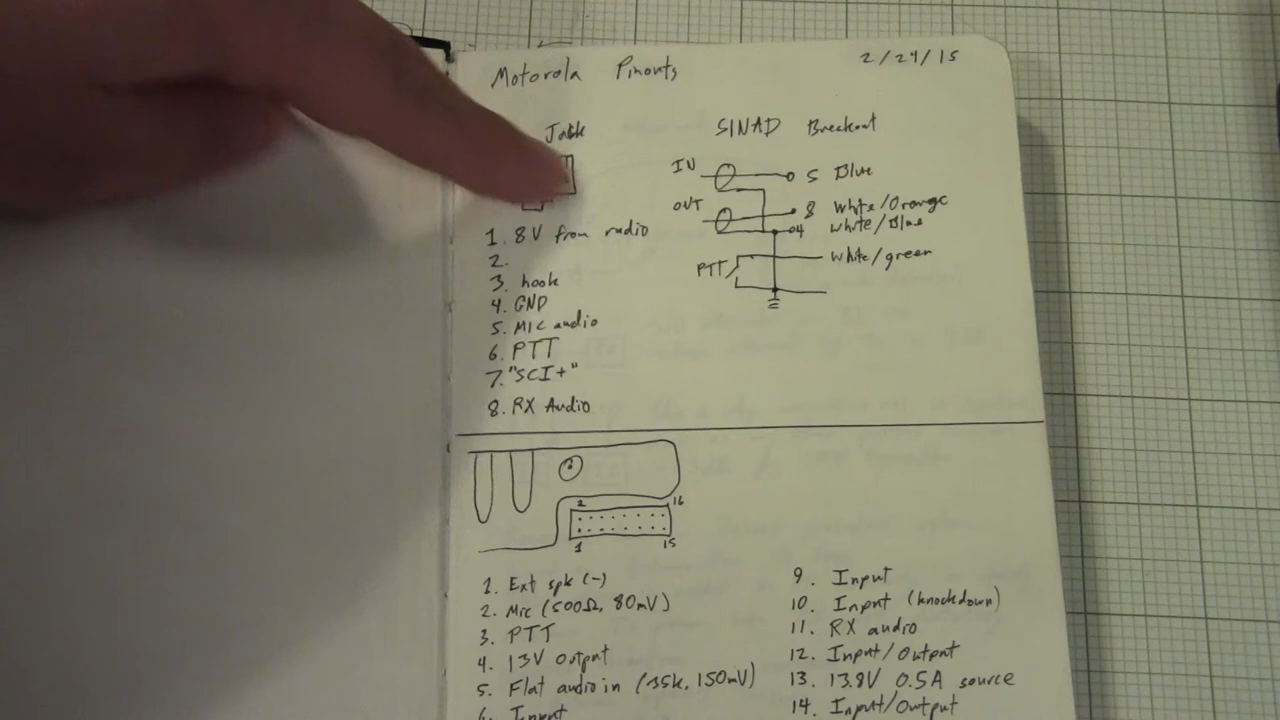 Motorola Pinouts
2/24/15
Jack
SINAD Breakout
IN
5 Blue
OUT
8 White/Orange
4 White/Blue
White/green
PTT
1. 8V from radio
2.
3. hook
4. GND
5. MIC audio
6. PTT
7. "SCI+"
8. RX Audio
2
16
1
15
1. Ext spk (-)
2. Mic (500Ω, 80mV)
3. PTT
4. 13V output
5. Flat audio in (35k, 150mV)
6. Input
9. Input
10. Input (knockdown)
11. RX audio
12. Input/Output
13. 13.8V 0.5A source
14. Input/Output